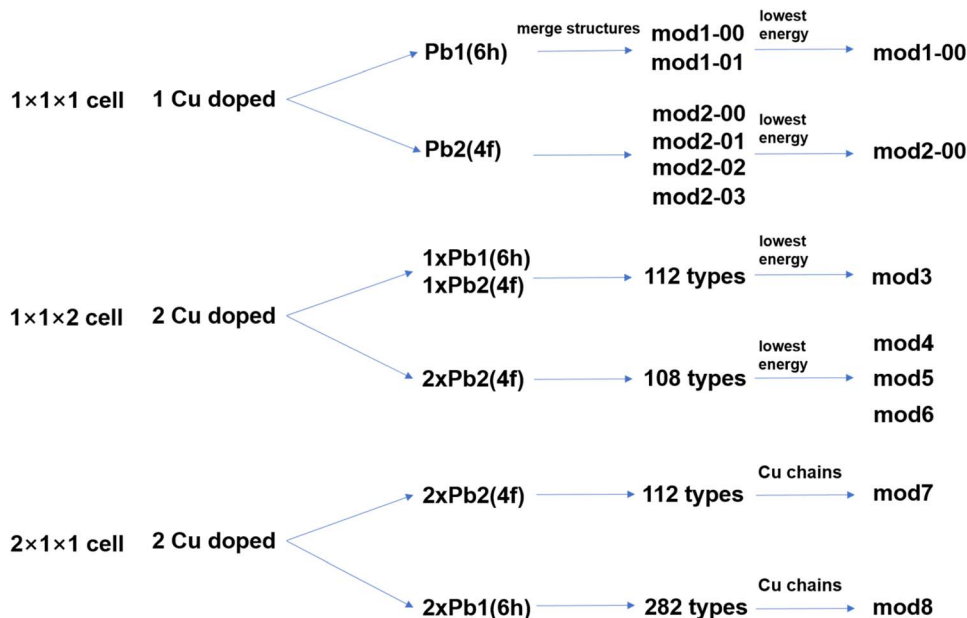 merge structures
lowest
energy
Pb1(6h)
mod1-00
mod1-01
mod1-00
1×1×1 cell
1 Cu doped
Pb2(4f)
mod2-00
mod2-01
mod2-02
mod2-03
lowest
energy
mod2-00
1xPb1(6h)
1xPb2(4f)
112 types
lowest
energy
mod3
1×1×2 cell
2 Cu doped
2xPb2(4f)
108 types
lowest
energy
mod4
mod5
mod6
2xPb2(4f)
112 types
Cu chains
mod7
2×1×1 cell
2 Cu doped
2xPb1(6h)
282 types
Cu chains
mod8